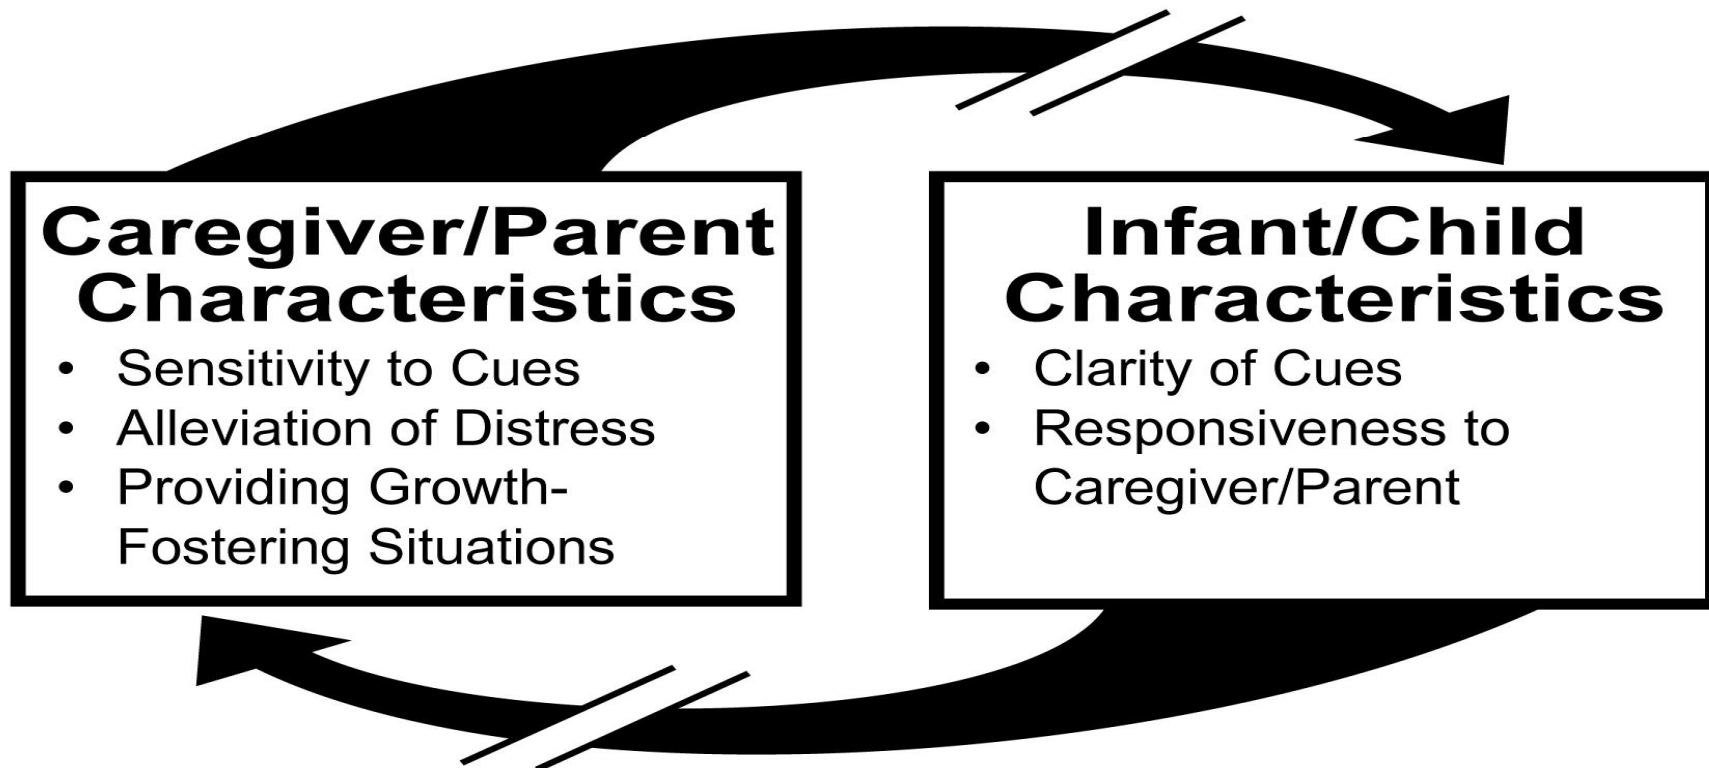 Caregiver/Parent
Characteristics
• Sensitivity to Cues
• Alleviation of Distress
• Providing Growth-
Fostering Situations
Infant/Child
Characteristics
• Clarity of Cues
• Responsiveness to
Caregiver/Parent